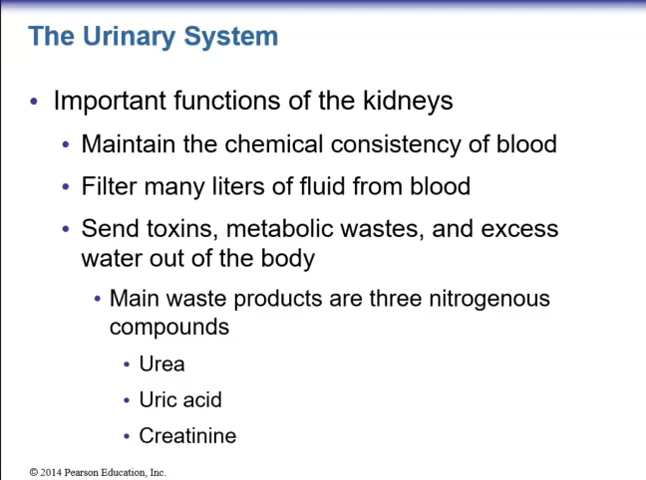 The Urinary System
• Important functions of the kidneys
• Maintain the chemical consistency of blood
• Filter many liters of fluid from blood
• Send toxins, metabolic wastes, and excess
water out of the body
• Main waste products are three nitrogenous
compounds
• Urea
• Uric acid
• Creatinine
© 2014 Pearson Education, Inc.